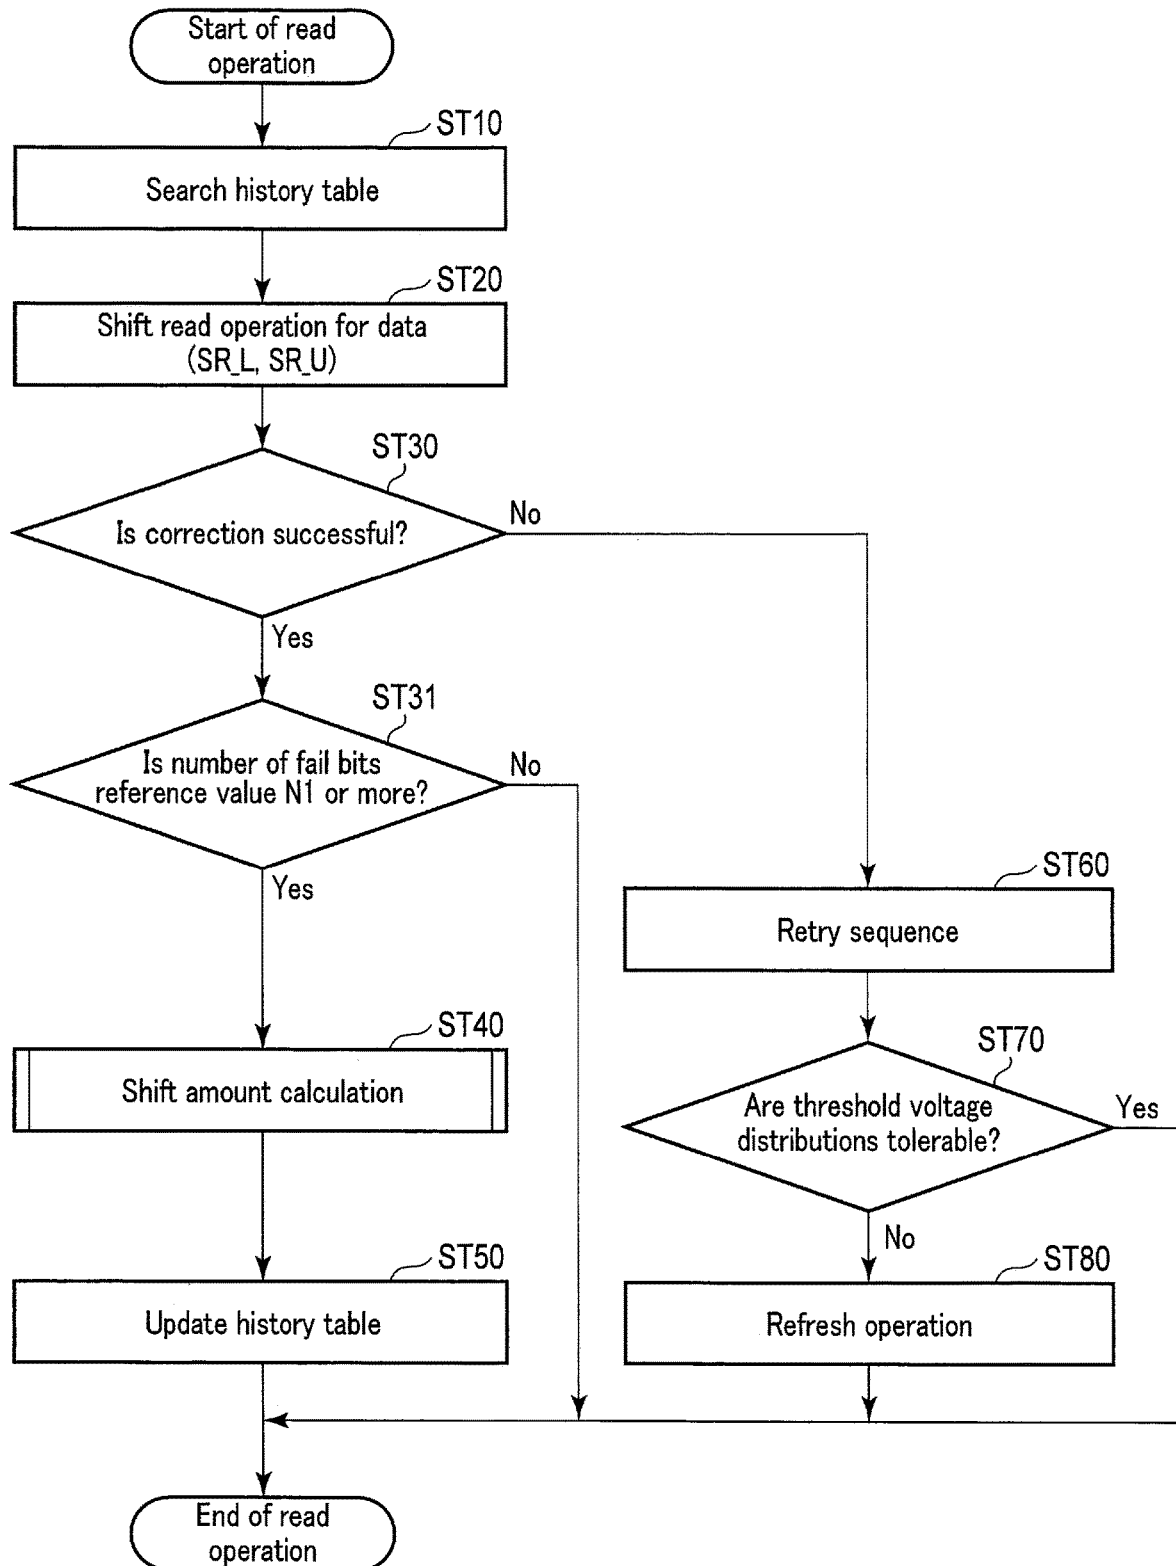 Start of read
operation
ST10
Search history table
ST20
Shift read operation for data
(SR_L, SR_U)
ST30
Is correction successful?
No
Yes
ST31
Is number of fail bits
reference value N1 or more?
No
Yes
ST60
Retry sequence
ST40
Shift amount calculation
ST70
Are threshold voltage
distributions tolerable?
Yes
No
ST50
Update history table
ST80
Refresh operation
End of read
operation